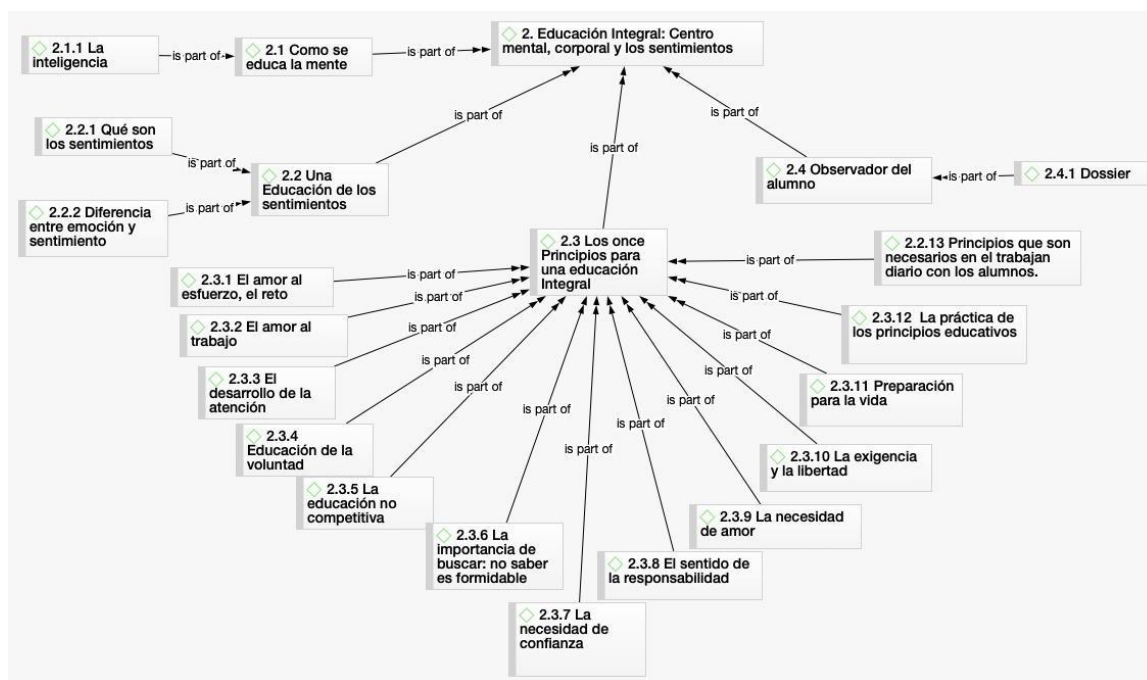 2.1.1 La
inteligencia
is part of
2.1 Como se
educa la mente
is part of
2. Educación Integral: Centro
mental, corporal y los sentimientos
2.2.1 Qué son
los sentimientos
is part of
2.2.2 Diferencia
entre emoción y
sentimiento
is part of
2.2 Una
Educación de los
sentimientos
is part of
is part of
is part of
2.4 Observador del
alumno
is part of
2.4.1 Dossier
2.3 Los once
Principios para
una educación
Integral
2.3.1 El amor al
esfuerzo, el reto
is part of
2.3.2 El amor al
trabajo
is part of
2.3.3 El
desarrollo de la
atención
is part of
2.3.4
Educación de la
voluntad
is part of
2.3.5 La
educación no
competitiva
is part of
2.3.6 La
importancia de
buscar: no saber
es formidable
is part of
2.3.7 La
necesidad de
confianza
is part of
2.3.8 El sentido de
la responsabilidad
is part of
2.3.9 La necesidad
de amor
is part of
2.3.10 La exigencia
y la libertad
is part of
2.3.11 Preparación
para la vida
is part of
2.3.12 La práctica de
los principios educativos
is part of
2.2.13 Principios que son
necesarios en el trabajan
diario con los alumnos.
is part of